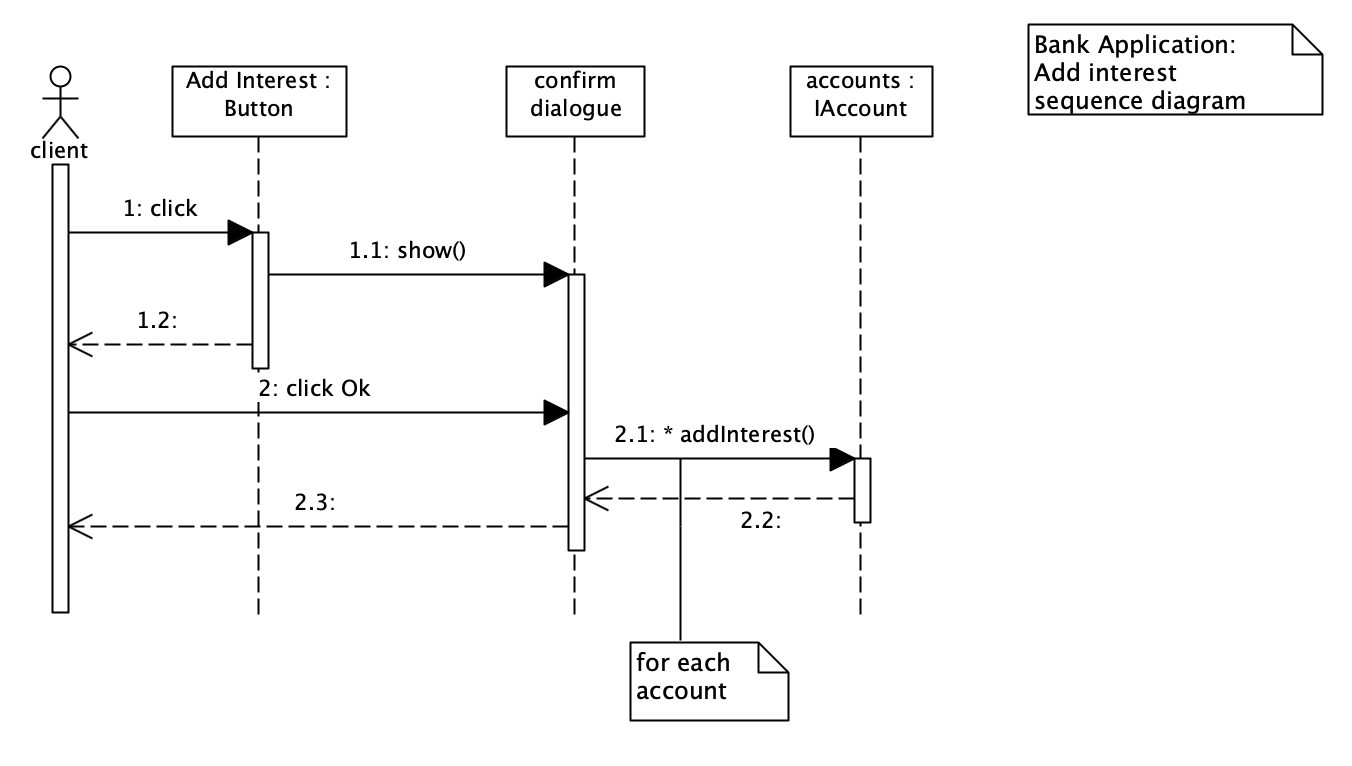 Bank Application:
Add interest
sequence diagram
client
Add Interest :
Button
confirm
dialogue
accounts :
IAccount
1: click
1.1: show()
1.2:
2: click Ok
2.1: * addInterest()
2.2:
2.3:
for each
account